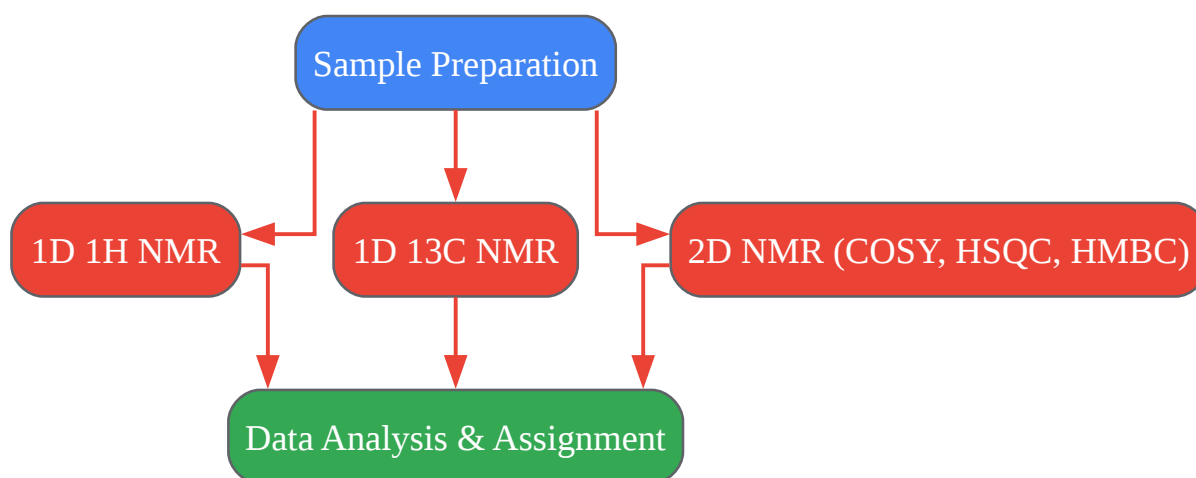 Sample Preparation
1D 1H NMR
1D 13C NMR
2D NMR (COSY, HSQC, HMBC)
Data Analysis & Assignment